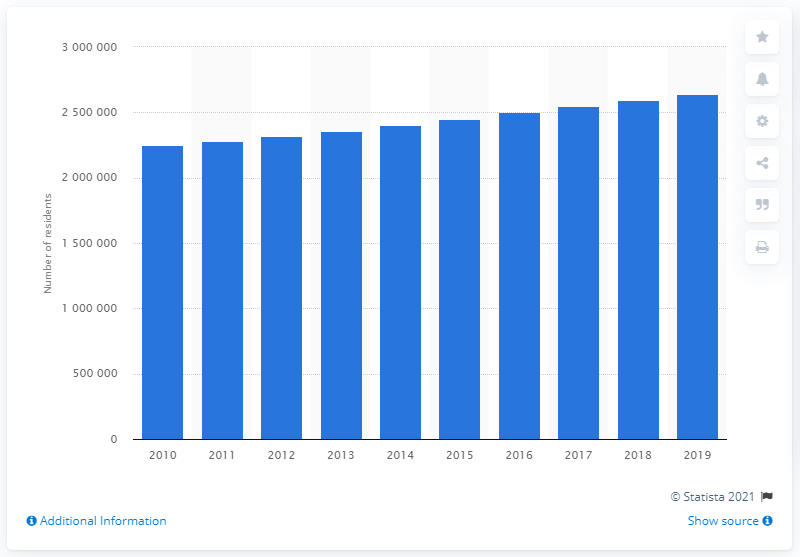 3 000 000
2 500 000
2 000 000
1 500 000
1 000 000
500 000
0
Number of residents
2010 2011 2012 2013 2014 2015 2016 2017 2018 2019
© Statista 2021
Additional Information
Show source